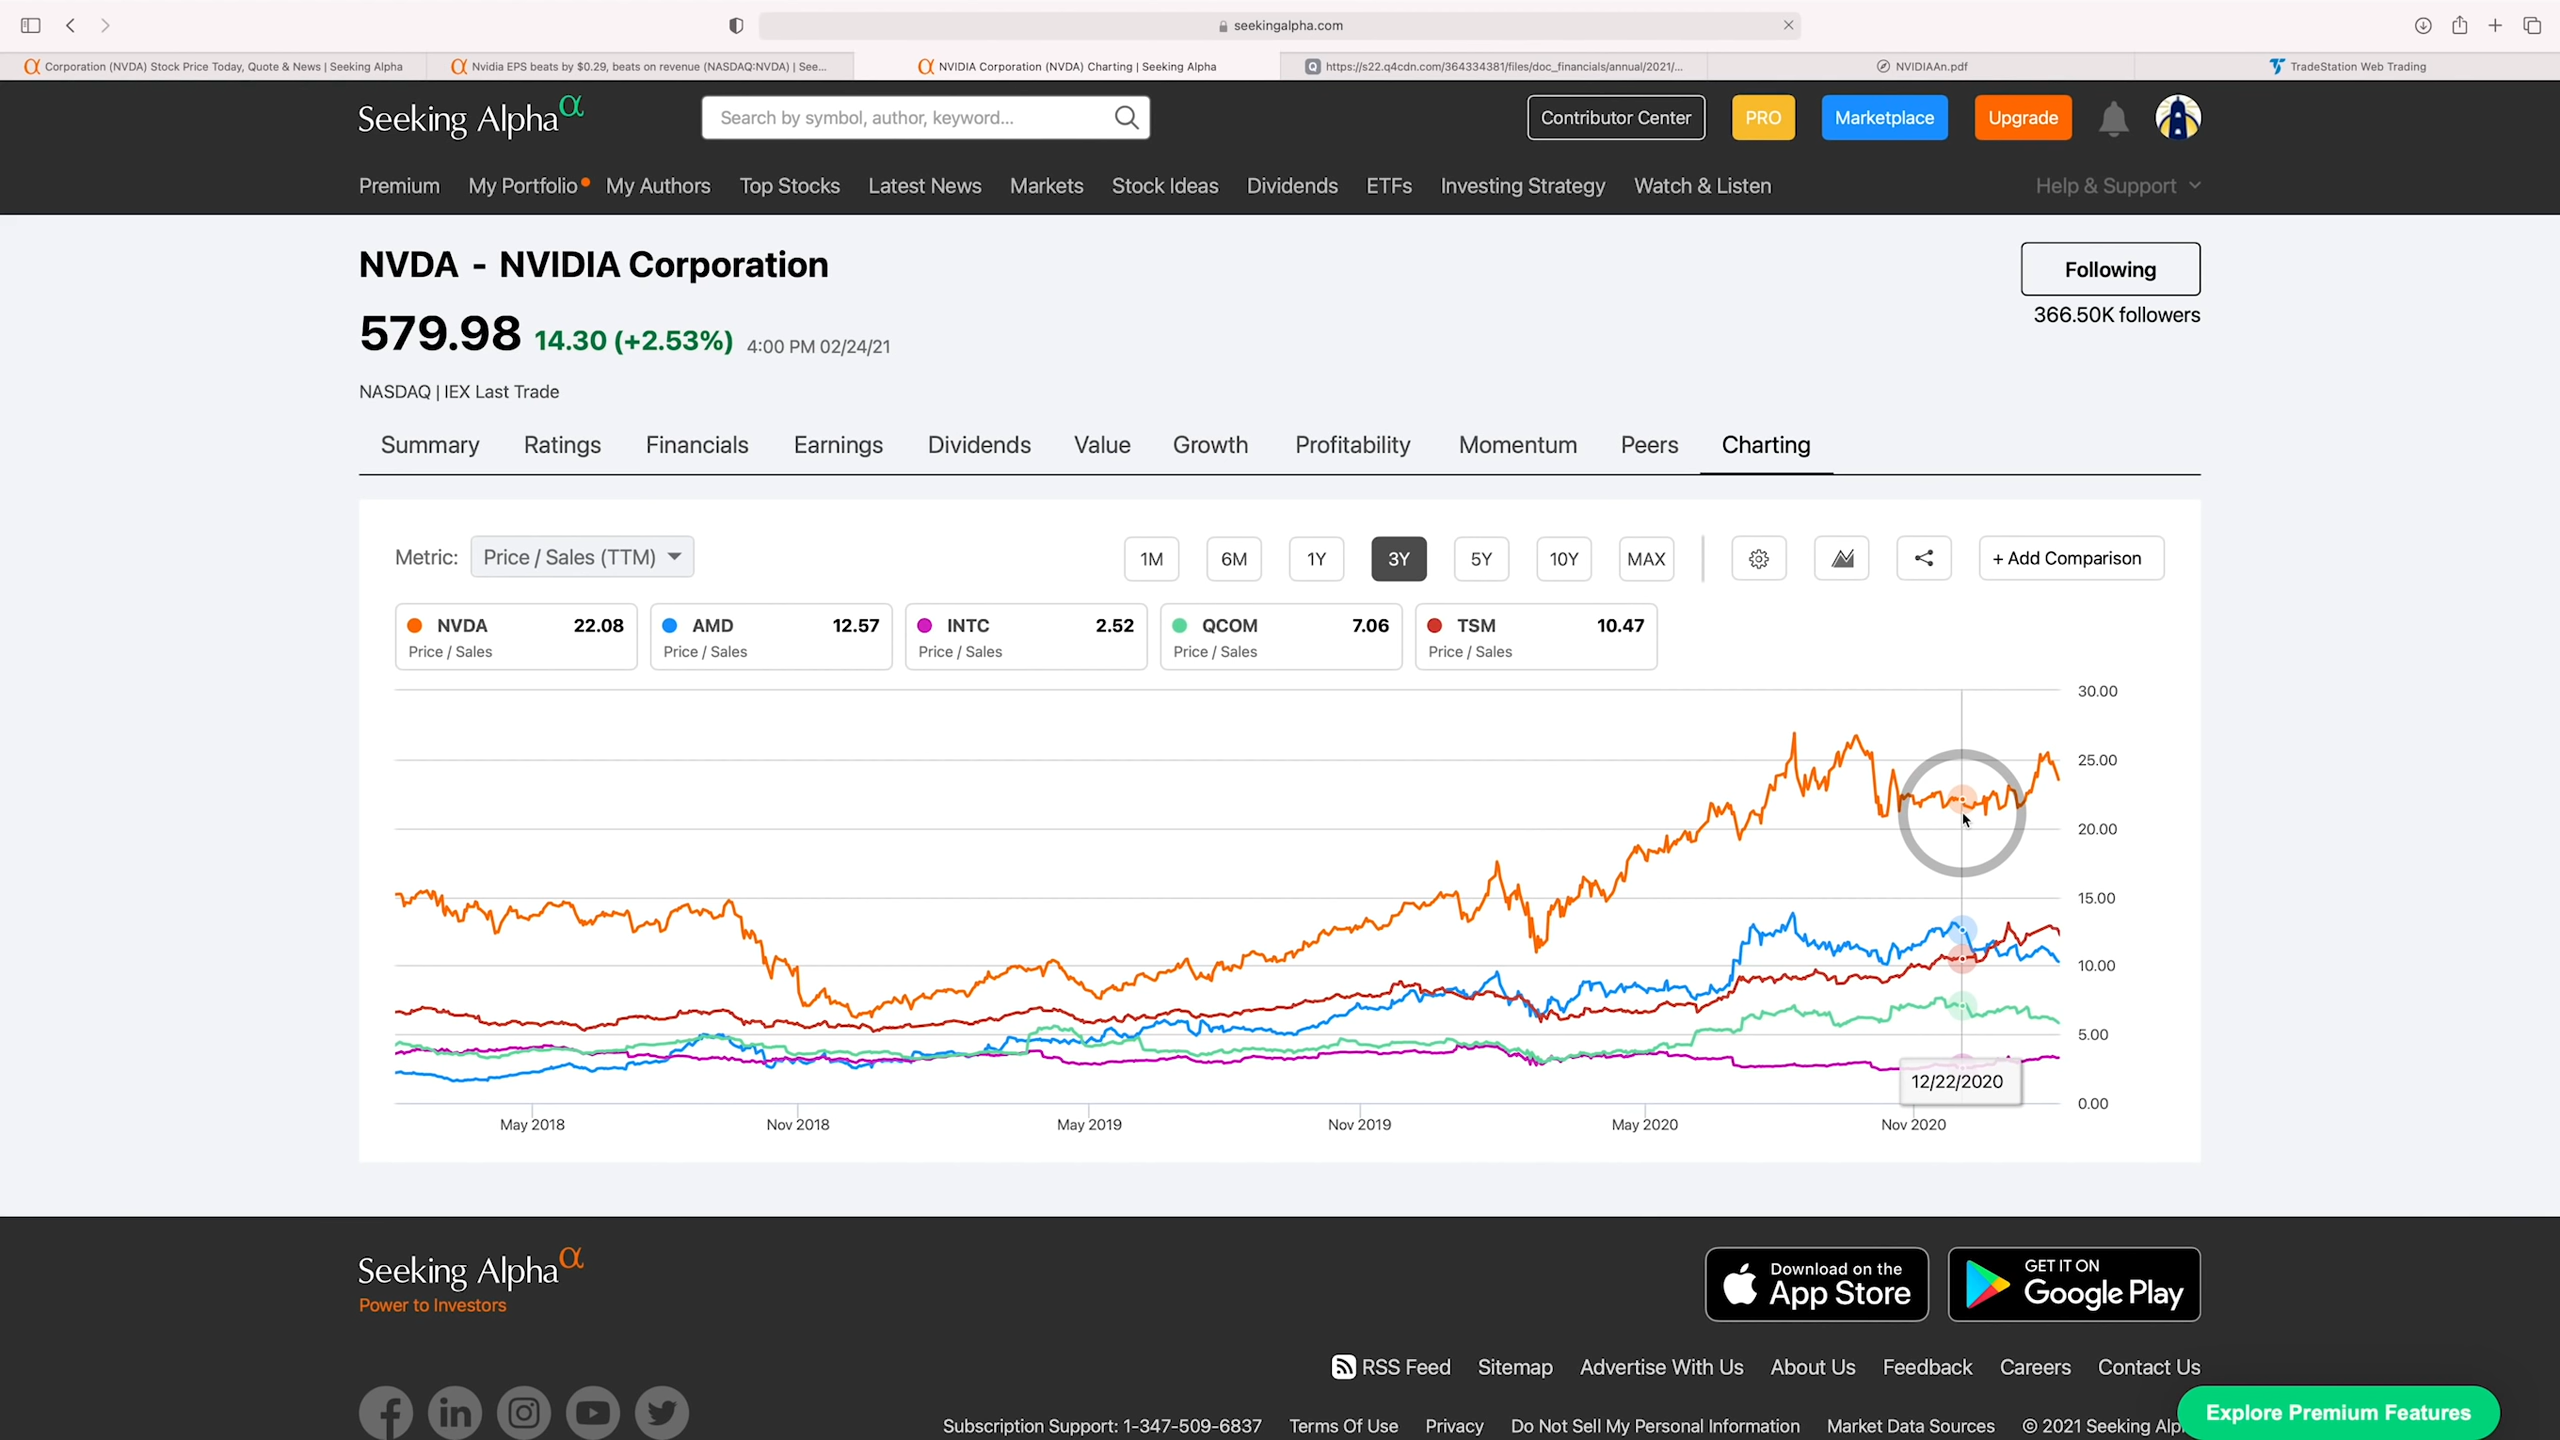 seekingalpha.com
Corporation (NVDA) Stock Price Today, Quote & News | Seeking Alpha
Nvidia EPS beats by $0.29, beats on revenue (NASDAQ:NVDA) | See...
NVIDIA Corporation (NVDA) Charting | Seeking Alpha
https://s22.q4cdn.com/364334381/files/doc_financials/annual/2021/...
NVIDIAAn.pdf
TradeStation Web Trading
Seeking Alpha α
Search by symbol, author, keyword...
Contributor Center
PRO
Marketplace
Upgrade
Premium My Portfolio My Authors Top Stocks Latest News Markets Stock Ideas Dividends ETFs Investing Strategy Watch & Listen Help & Support
NVDA - NVIDIA Corporation
Following
366.50K followers
579.98 14.30 (+2.53%) 4:00 PM 02/24/21
NASDAQ | IEX Last Trade
Summary Ratings Financials Earnings Dividends Value Growth Profitability Momentum Peers Charting
Metric: Price / Sales (TTM)
1M 6M 1Y 3Y 5Y 10Y MAX + Add Comparison
NVDA 22.08
Price / Sales
AMD 12.57
Price / Sales
INTC 2.52
Price / Sales
QCOM 7.06
Price / Sales
TSM 10.47
Price / Sales
30.00
25.00
20.00
15.00
10.00
5.00
0.00
12/22/2020
May 2018 Nov 2018 May 2019 Nov 2019 May 2020 Nov 2020
Seeking Alpha α
Power to Investors
Download on the
App Store
GET IT ON
Google Play
RSS Feed Sitemap Advertise With Us About Us Feedback Careers Contact Us
Subscription Support: 1-347-509-6837 Terms Of Use Privacy Do Not Sell My Personal Information Market Data Sources © 2021 Seeking Alp
Explore Premium Features